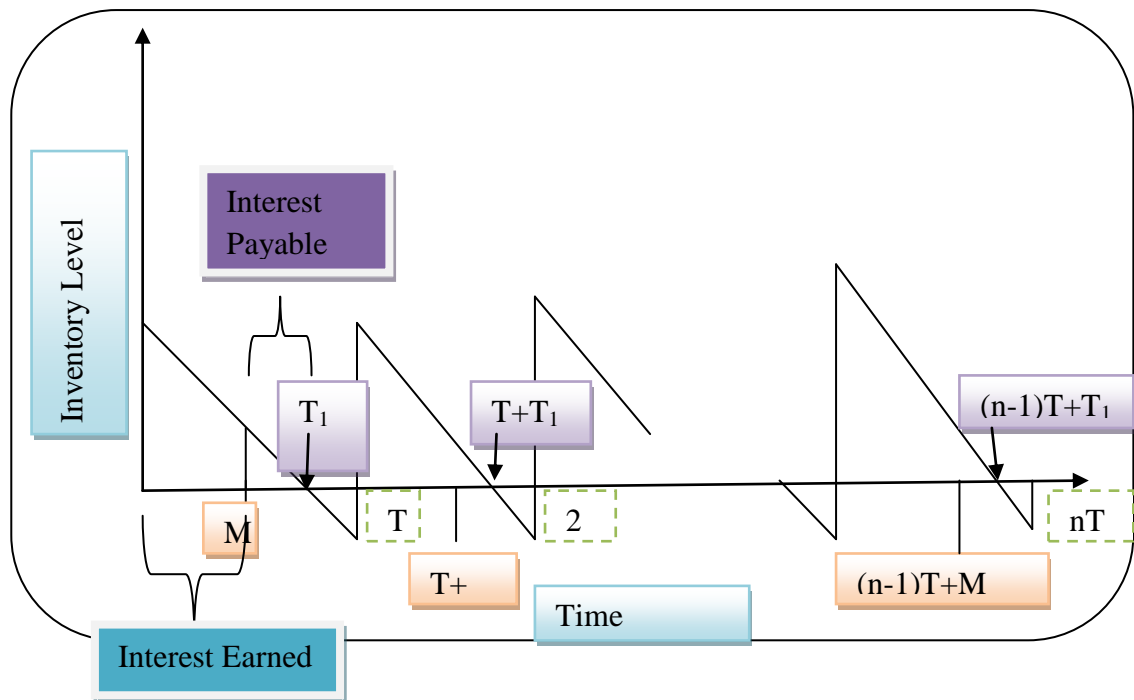 Inventory Level
Interest
Payable
T₁
T+T₁
(n-1)T+T₁
M
T
2
nT
T+
(n-1)T+M
Time
Interest Earned